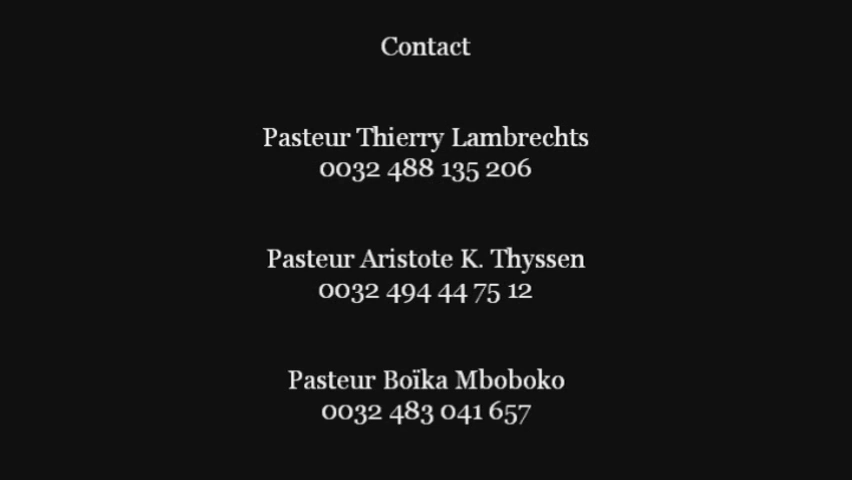 Contact
Pasteur Thierry Lambrechts
0032 488 135 206
Pasteur Aristote K. Thyssen
0032 494 44 75 12
Pasteur Boïka Mboboko
0032 483 041 657